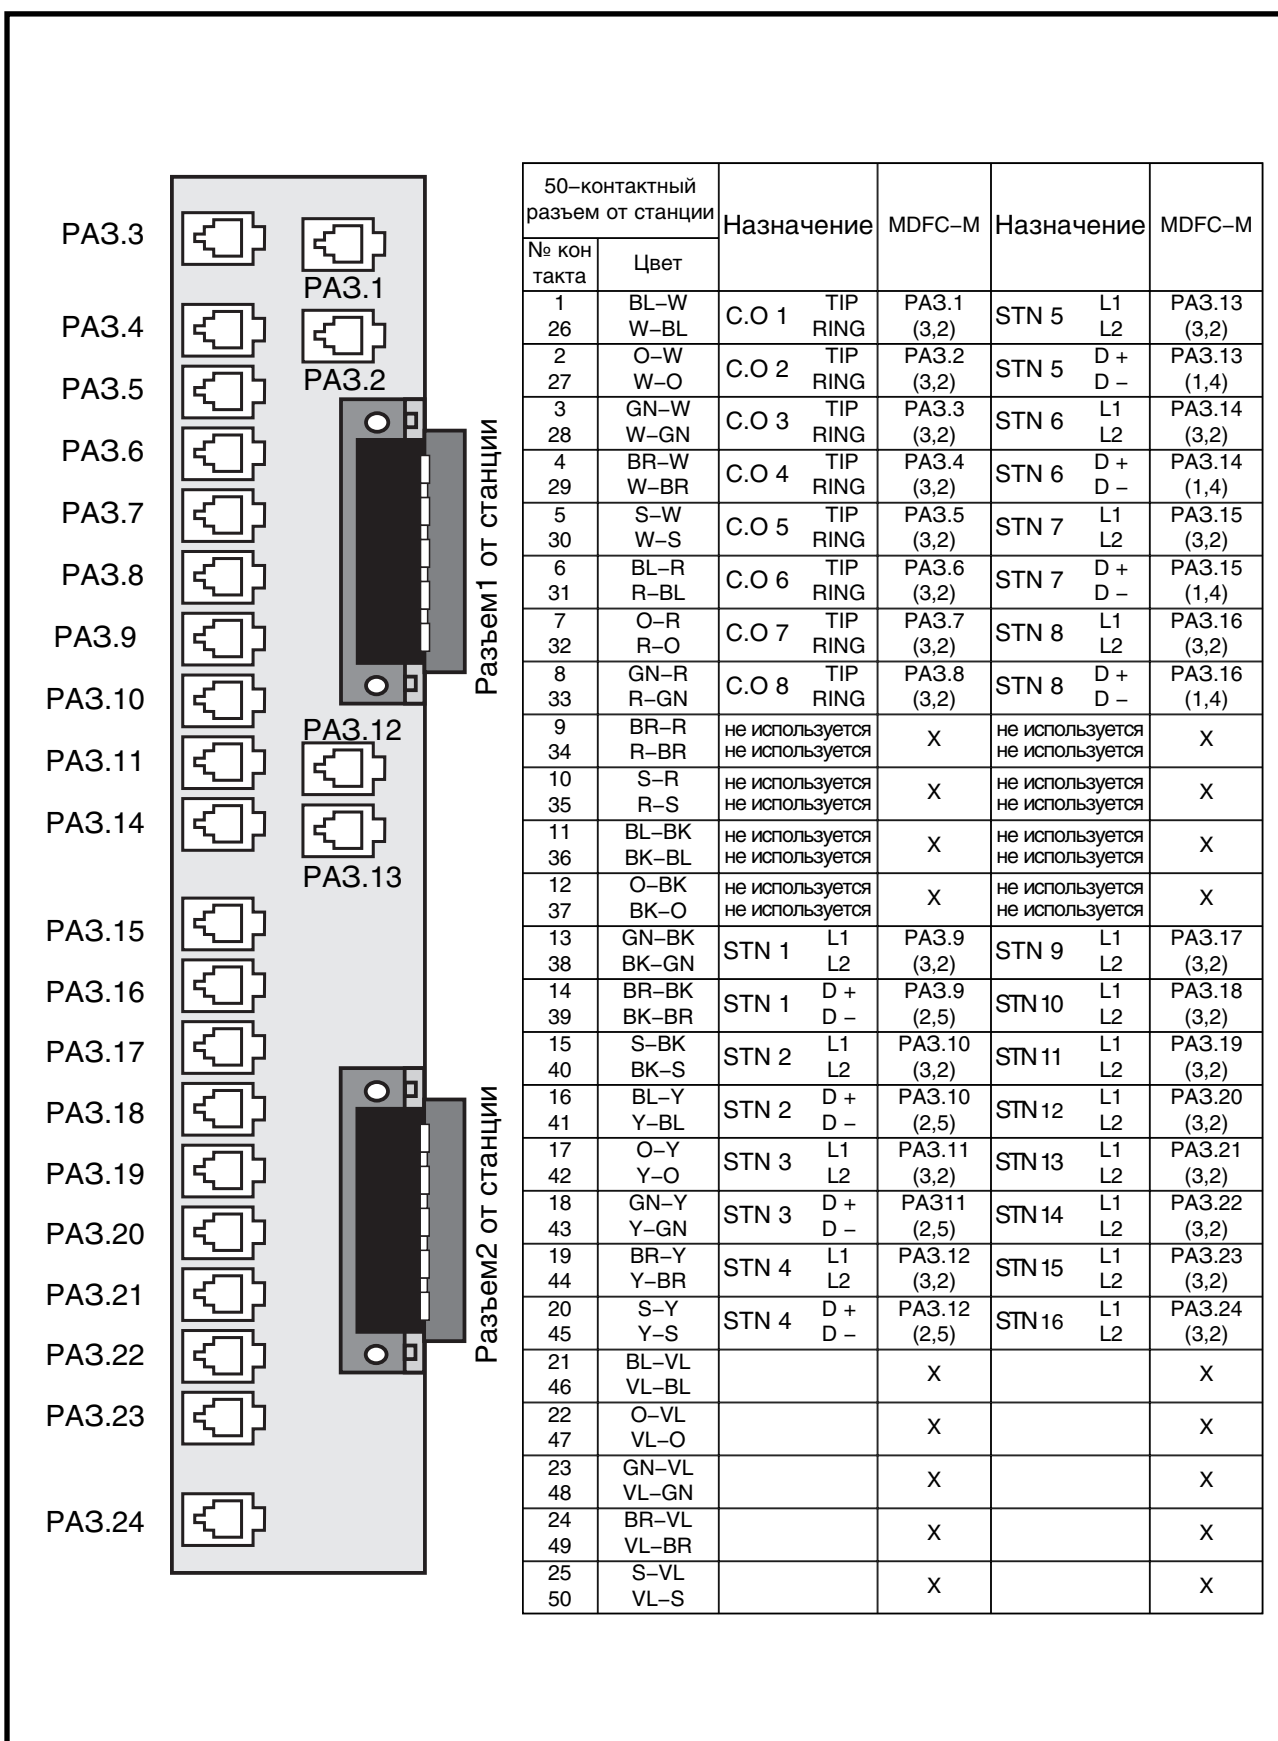 РАЗ.3
РАЗ.1
РАЗ.4
РАЗ.2
РАЗ.5
РАЗ.6
РАЗ.7
РАЗ.8
РАЗ.9
РАЗ.10
РАЗ.12
РАЗ.11
РАЗ.14
РАЗ.13
РАЗ.15
РАЗ.16
РАЗ.17
РАЗ.18
РАЗ.19
РАЗ.20
РАЗ.21
РАЗ.22
РАЗ.23
РАЗ.24
Разъем1 от станции
Разъем2 от станции
50–контактный
разъем от станции Назначение MDFC–M Назначение MDFC–M
№ кон
такта Цвет
1 BL–W C.O 1 TIP РАЗ.1 STN 5 L1 РАЗ.13
26 W–BL RING (3,2) L2 (3,2)
2 O–W C.O 2 TIP РАЗ.2 STN 5 D + РАЗ.13
27 W–O RING (3,2) D – (1,4)
3 GN–W C.O 3 TIP РАЗ.3 STN 6 L1 РАЗ.14
28 W–GN RING (3,2) L2 (3,2)
4 BR–W C.O 4 TIP РАЗ.4 STN 6 D + РАЗ.14
29 W–BR RING (3,2) D – (1,4)
5 S–W C.O 5 TIP РАЗ.5 STN 7 L1 РАЗ.15
30 W–S RING (3,2) L2 (3,2)
6 BL–R C.O 6 TIP РАЗ.6 STN 7 D + РАЗ.15
31 R–BL RING (3,2) D – (1,4)
7 O–R C.O 7 TIP РАЗ.7 STN 8 L1 РАЗ.16
32 R–O RING (3,2) L2 (3,2)
8 GN–R C.O 8 TIP РАЗ.8 STN 8 D + РАЗ.16
33 R–GN RING (3,2) D – (1,4)
9 BR–R не используется X не используется X
34 R–BR не используется не используется
10 S–R не используется X не используется X
35 R–S не используется не используется
11 BL–BK не используется X не используется X
36 BK–BL не используется не используется
12 O–BK не используется X не используется X
37 BK–O не используется не используется
13 GN–BK STN 1 L1 РАЗ.9 STN 9 L1 РАЗ.17
38 BK–GN L2 (3,2) L2 (3,2)
14 BR–BK STN 1 D + РАЗ.9 STN 10 L1 РАЗ.18
39 BK–BR D – (2,5) L2 (3,2)
15 S–BK STN 2 L1 РАЗ.10 STN 11 L1 РАЗ.19
40 BK–S L2 (3,2) L2 (3,2)
16 BL–Y STN 2 D + РАЗ.10 STN 12 L1 РАЗ.20
41 Y–BL D – (2,5) L2 (3,2)
17 O–Y STN 3 L1 РАЗ.11 STN 13 L1 РАЗ.21
42 Y–O L2 (3,2) L2 (3,2)
18 GN–Y STN 3 D + РАЗ11 STN 14 L1 РАЗ.22
43 Y–GN D – (2,5) L2 (3,2)
19 BR–Y STN 4 L1 РАЗ.12 STN 15 L1 РАЗ.23
44 Y–BR L2 (3,2) L2 (3,2)
20 S–Y STN 4 D + РАЗ.12 STN 16 L1 РАЗ.24
45 Y–S D – (2,5) L2 (3,2)
21 BL–VL X X
46 VL–BL
22 O–VL X X
47 VL–O
23 GN–VL X X
48 VL–GN
24 BR–VL X X
49 VL–BR
25 S–VL X X
50 VL–S